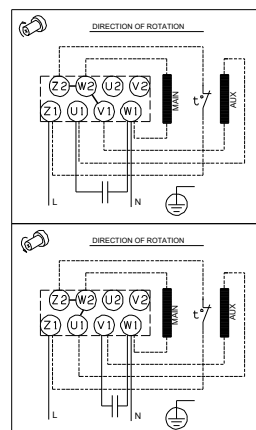 DIRECTION OF ROTATION
Z2 W2 U2 V2
Z1 U1 V1 W1
MAIN
t°
AUX
L N
DIRECTION OF ROTATION
Z2 W2 U2 V2
Z1 U1 V1 W1
MAIN
t°
AUX
L N